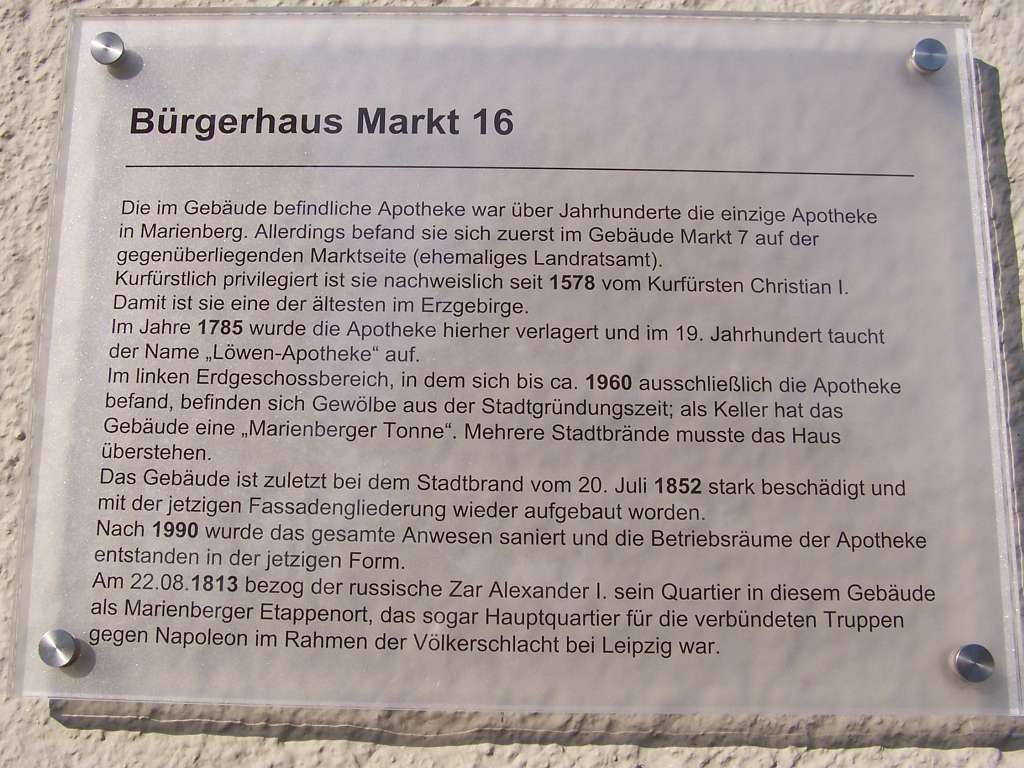 Bürgerhaus Markt 16
Die im Gebäude befindliche Apotheke war über Jahrhunderte die einzige Apotheke
in Marienberg. Allerdings befand sie sich zuerst im Gebäude Markt 7 auf der
gegenüberliegenden Marktseite (ehemaliges Landratsamt).
Kurfürstlich privilegiert ist sie nachweislich seit 1578 vom Kurfürsten Christian I.
Damit ist sie eine der ältesten im Erzgebirge.
Im Jahre 1785 wurde die Apotheke hierher verlagert und im 19. Jahrhundert taucht
der Name „Löwen-Apotheke“ auf.
Im linken Erdgeschossbereich, in dem sich bis ca. 1960 ausschließlich die Apotheke
befand, befinden sich Gewölbe aus der Stadtgründungszeit; als Keller hat das
Gebäude eine „Marienberger Tonne“. Mehrere Stadtbrände musste das Haus
überstehen.
Das Gebäude ist zuletzt bei dem Stadtbrand vom 20. Juli 1852 stark beschädigt und
mit der jetzigen Fassadengliederung wieder aufgebaut worden.
Nach 1990 wurde das gesamte Anwesen saniert und die Betriebsräume der Apotheke
entstanden in der jetzigen Form.
Am 22.08.1813 bezog der russische Zar Alexander I. sein Quartier in diesem Gebäude
als Marienberger Etappenort, das sogar Hauptquartier für die verbündeten Truppen
gegen Napoleon im Rahmen der Völkerschlacht bei Leipzig war.